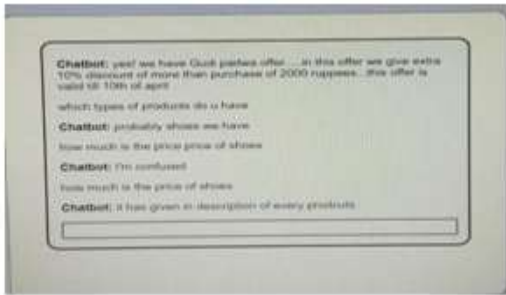 Chatbot: yes! we have Gudi padwa offer ....in this offer we give extra
10% discount of more than purchase of 2000 ruppees...this offer is
valid till 10th of april
which types of products do u have
Chatbot: probably shoes we have
how much is the price price of shoes
Chatbot: I'm confused
how much is the price of shoes
Chatbot: it has given in description of every